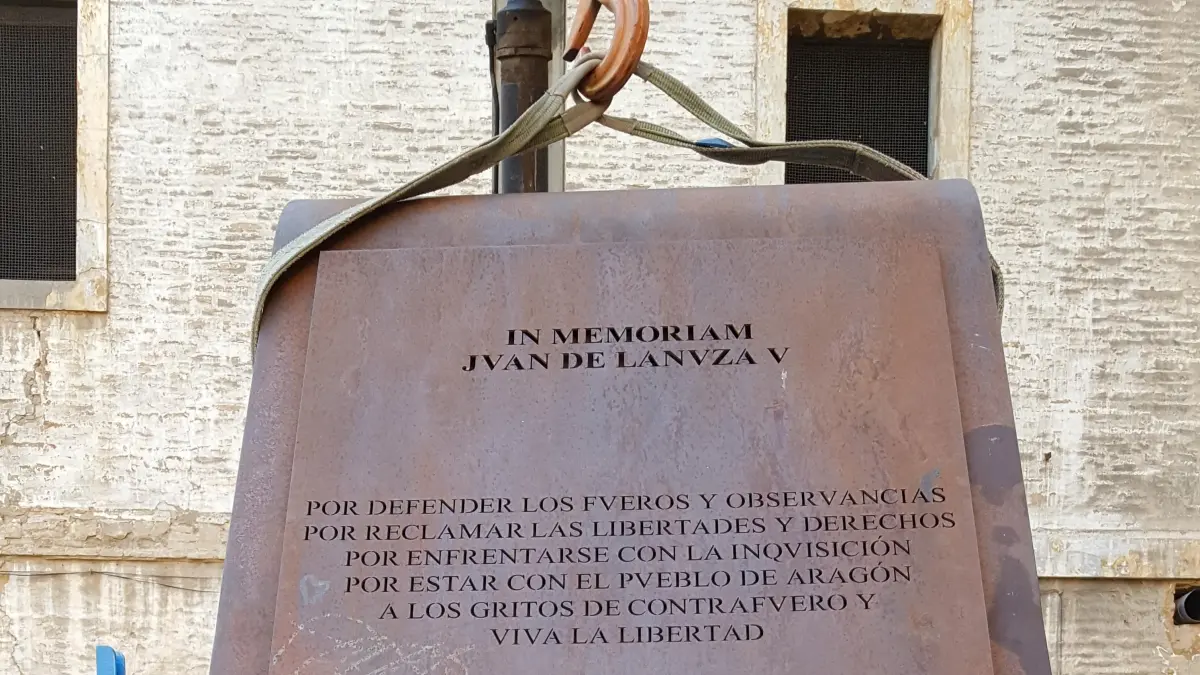 IN MEMORIAM
JVAN DE LANVZA V
POR DEFENDER LOS FVEROS Y OBSERVANCIAS
POR RECLAMAR LAS LIBERTADES Y DERECHOS
POR ENFRENTARSE CON LA INQVISICIÓN
POR ESTAR CON EL PVEBLO DE ARAGÓN
A LOS GRITOS DE CONTRAFVERO Y
VIVA LA LIBERTAD